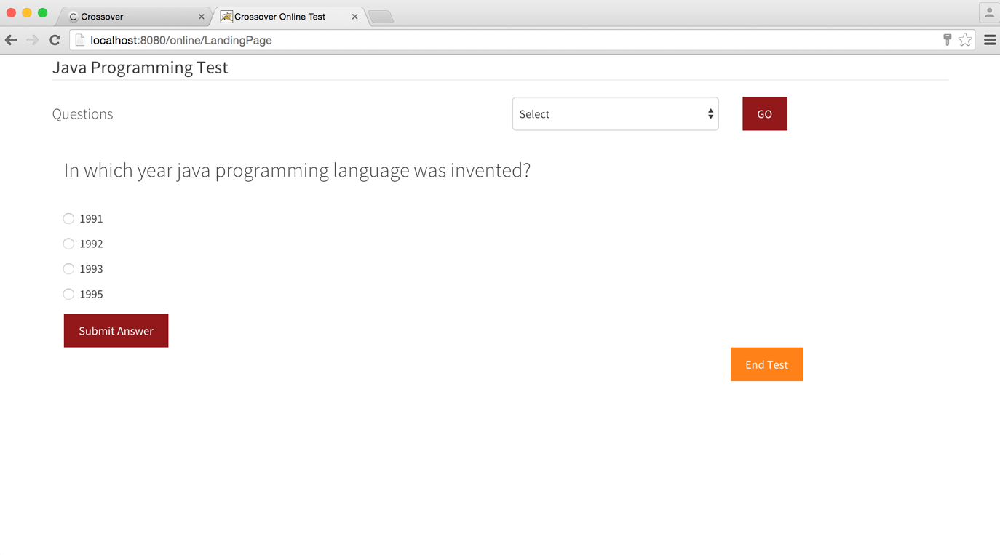 Crossover
Crossover Online Test
localhost:8080/online/LandingPage
Java Programming Test
Questions
Select
GO
In which year java programming language was invented?
1991
1992
1993
1995
Submit Answer
End Test